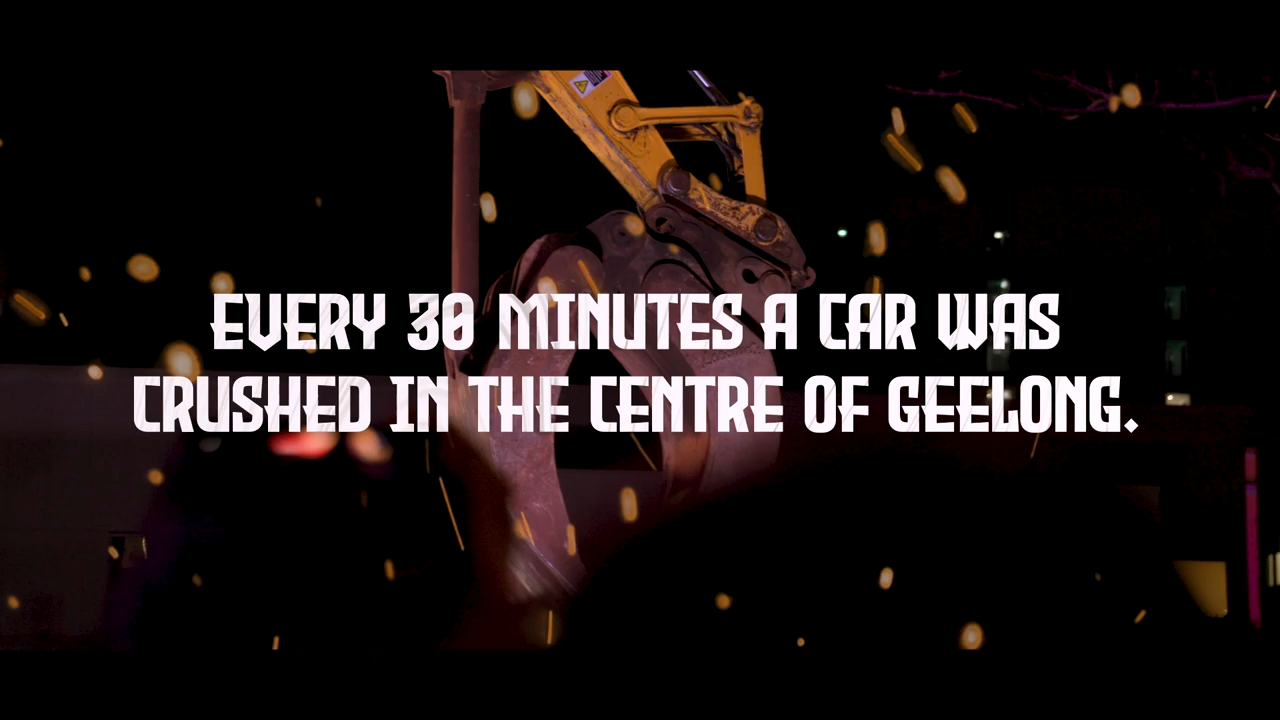 EVERY 30 MINUTES A CAR WAS
CRUSHED IN THE CENTRE OF GEELONG.